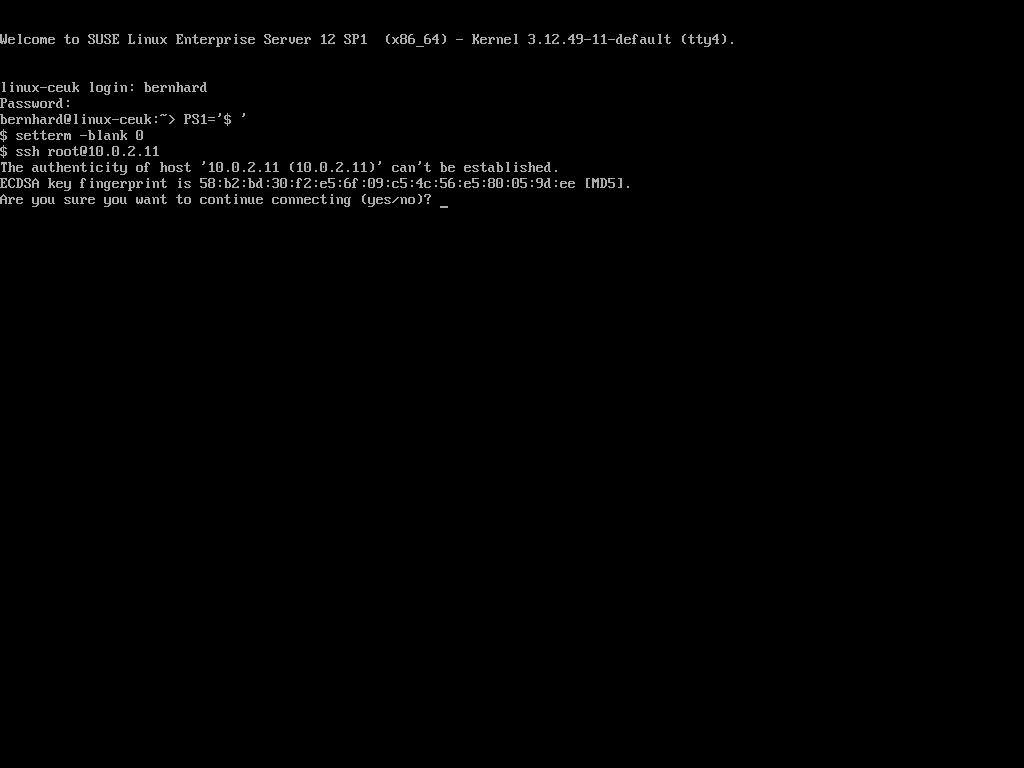 Welcome to SUSE Linux Enterprise Server 12 SP1  (x86_64) - Kernel 3.12.49-11-default (tty4).
linux-ceuk login: bernhard
Password:
bernhard@linux-ceuk:~> PS1='$ '
$ setterm -blank 0
$ ssh root@10.0.2.11
The authenticity of host '10.0.2.11 (10.0.2.11)' can't be established.
ECDSA key fingerprint is 58:b2:bd:30:f2:e5:6f:09:c5:4c:56:e5:80:05:9d:ee [MD5].
Are you sure you want to continue connecting (yes/no)? _